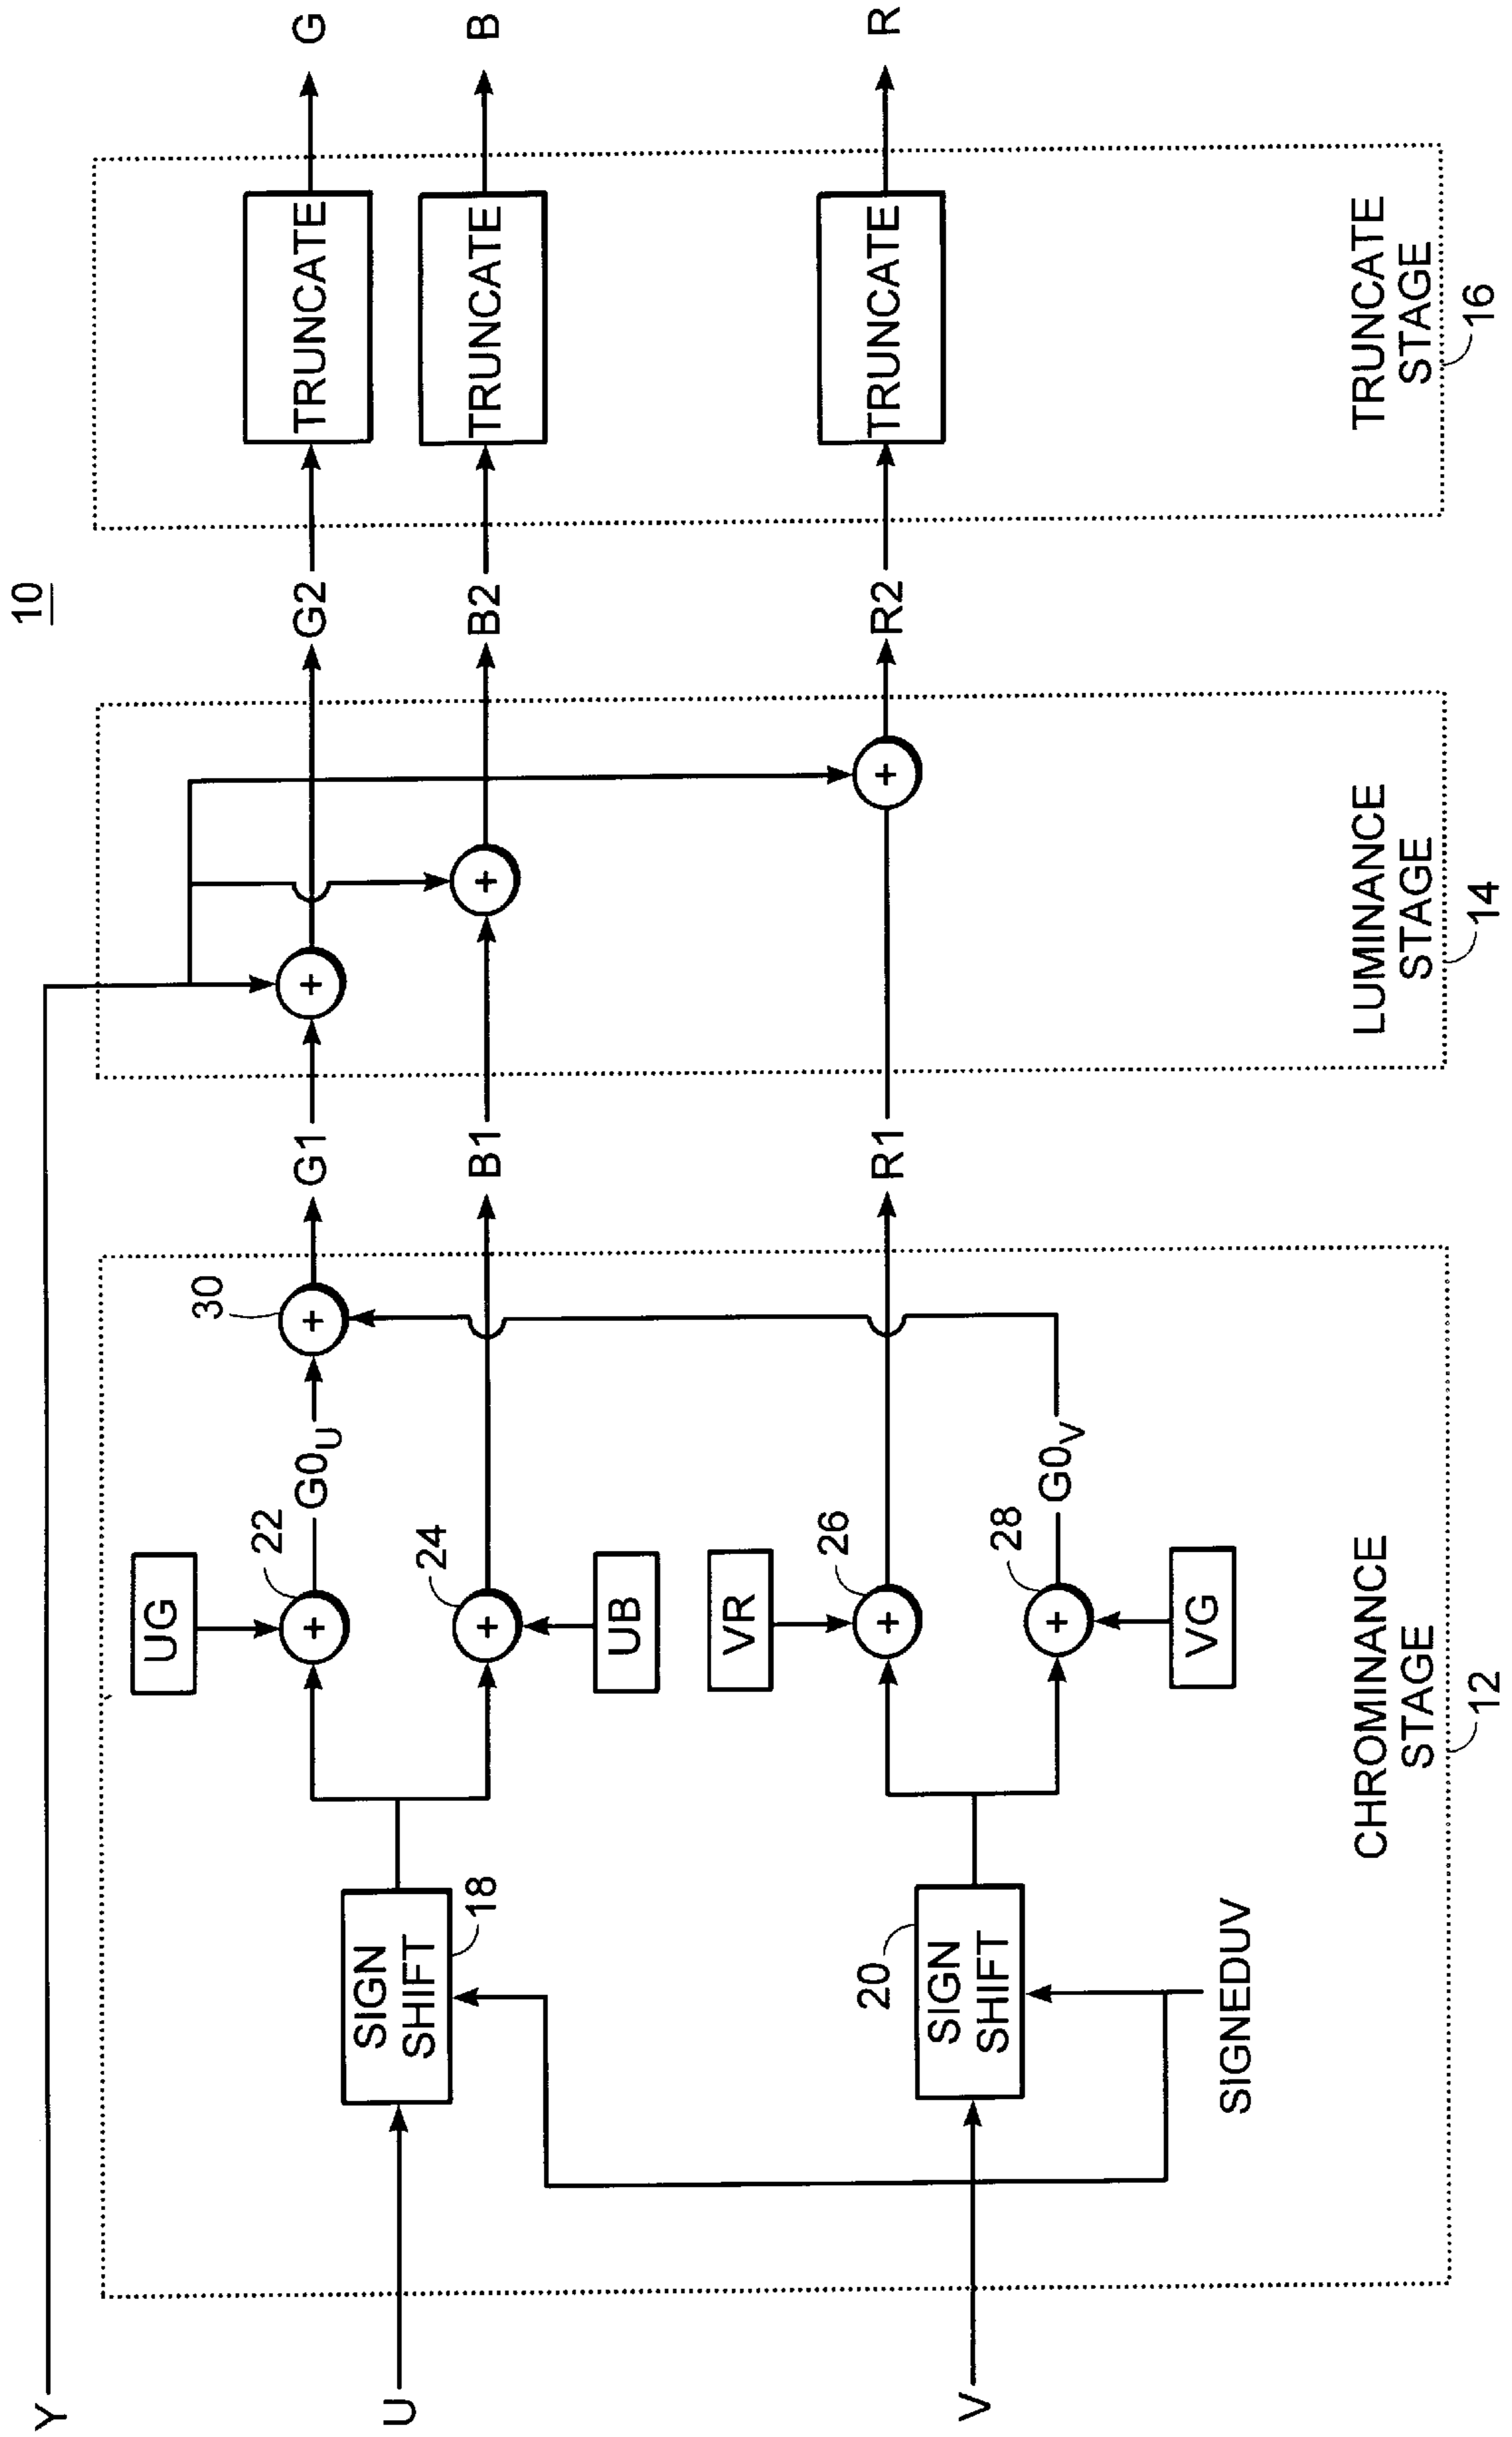 10
Y
U
V
SIGN
SHIFT
18
SIGN
SHIFT
20
SIGNEDUV
UG
22
G0U
30
24
UB
VR
26
28
G0V
VG
CHROMINANCE
STAGE
12
G1
B1
R1
+
+
+
+
+
+
+
+
LUMINANCE
STAGE
14
G2
B2
R2
TRUNCATE
TRUNCATE
TRUNCATE
TRUNCATE
STAGE
16
G
B
R